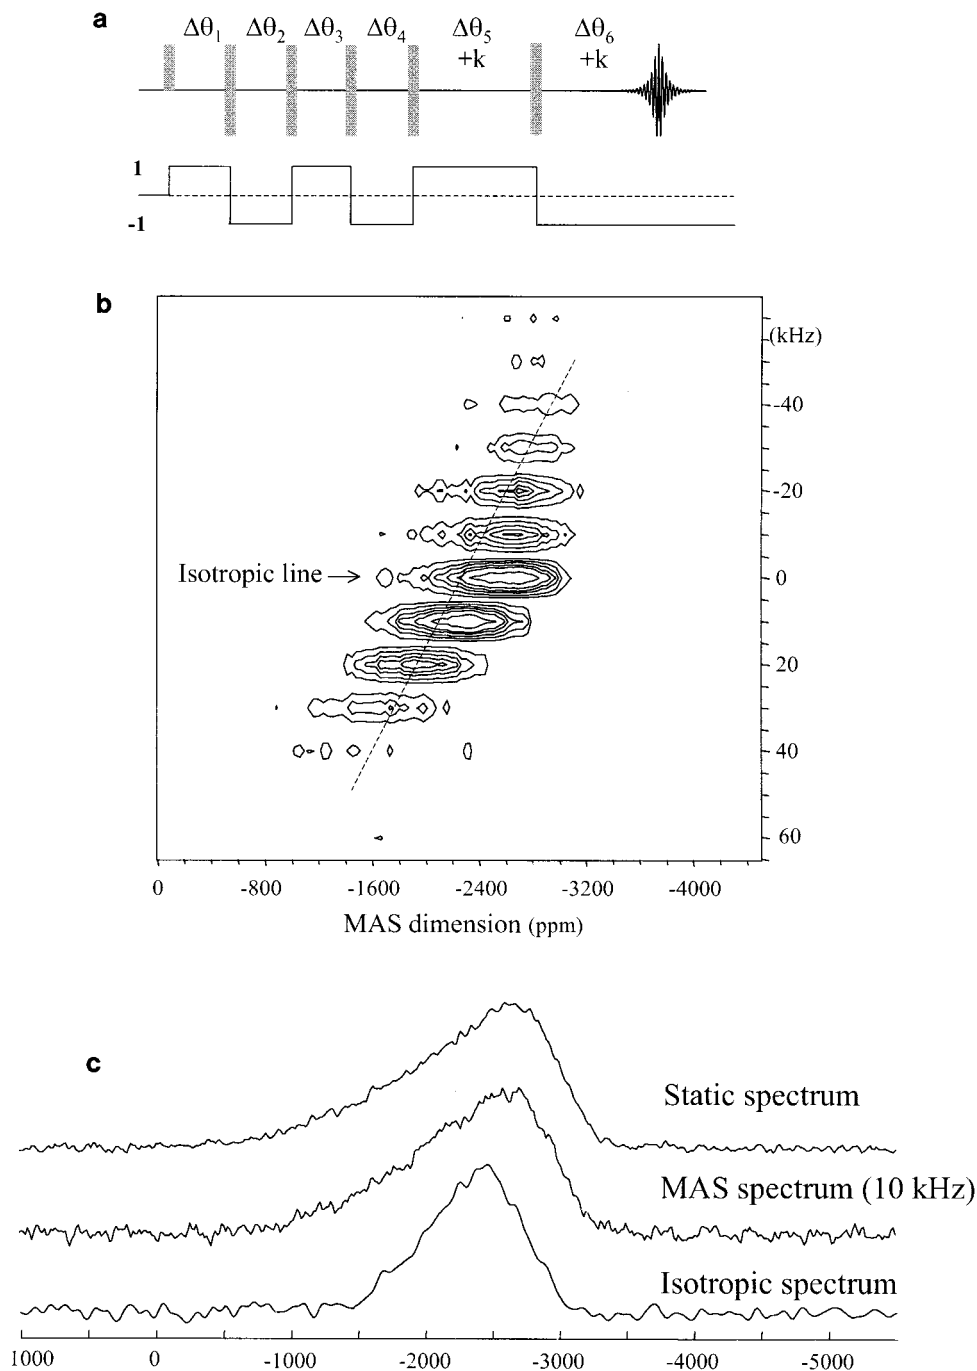 a
Δθ1 Δθ2 Δθ3 Δθ4 Δθ5 Δθ6
+k +k
1
-1
b
(kHz)
-40
-20
Isotropic line
0
20
40
60
0 -800 -1600 -2400 -3200 -4000
MAS dimension (ppm)
c
Static spectrum
MAS spectrum (10 kHz)
Isotropic spectrum
1000 0 -1000 -2000 -3000 -4000 -5000